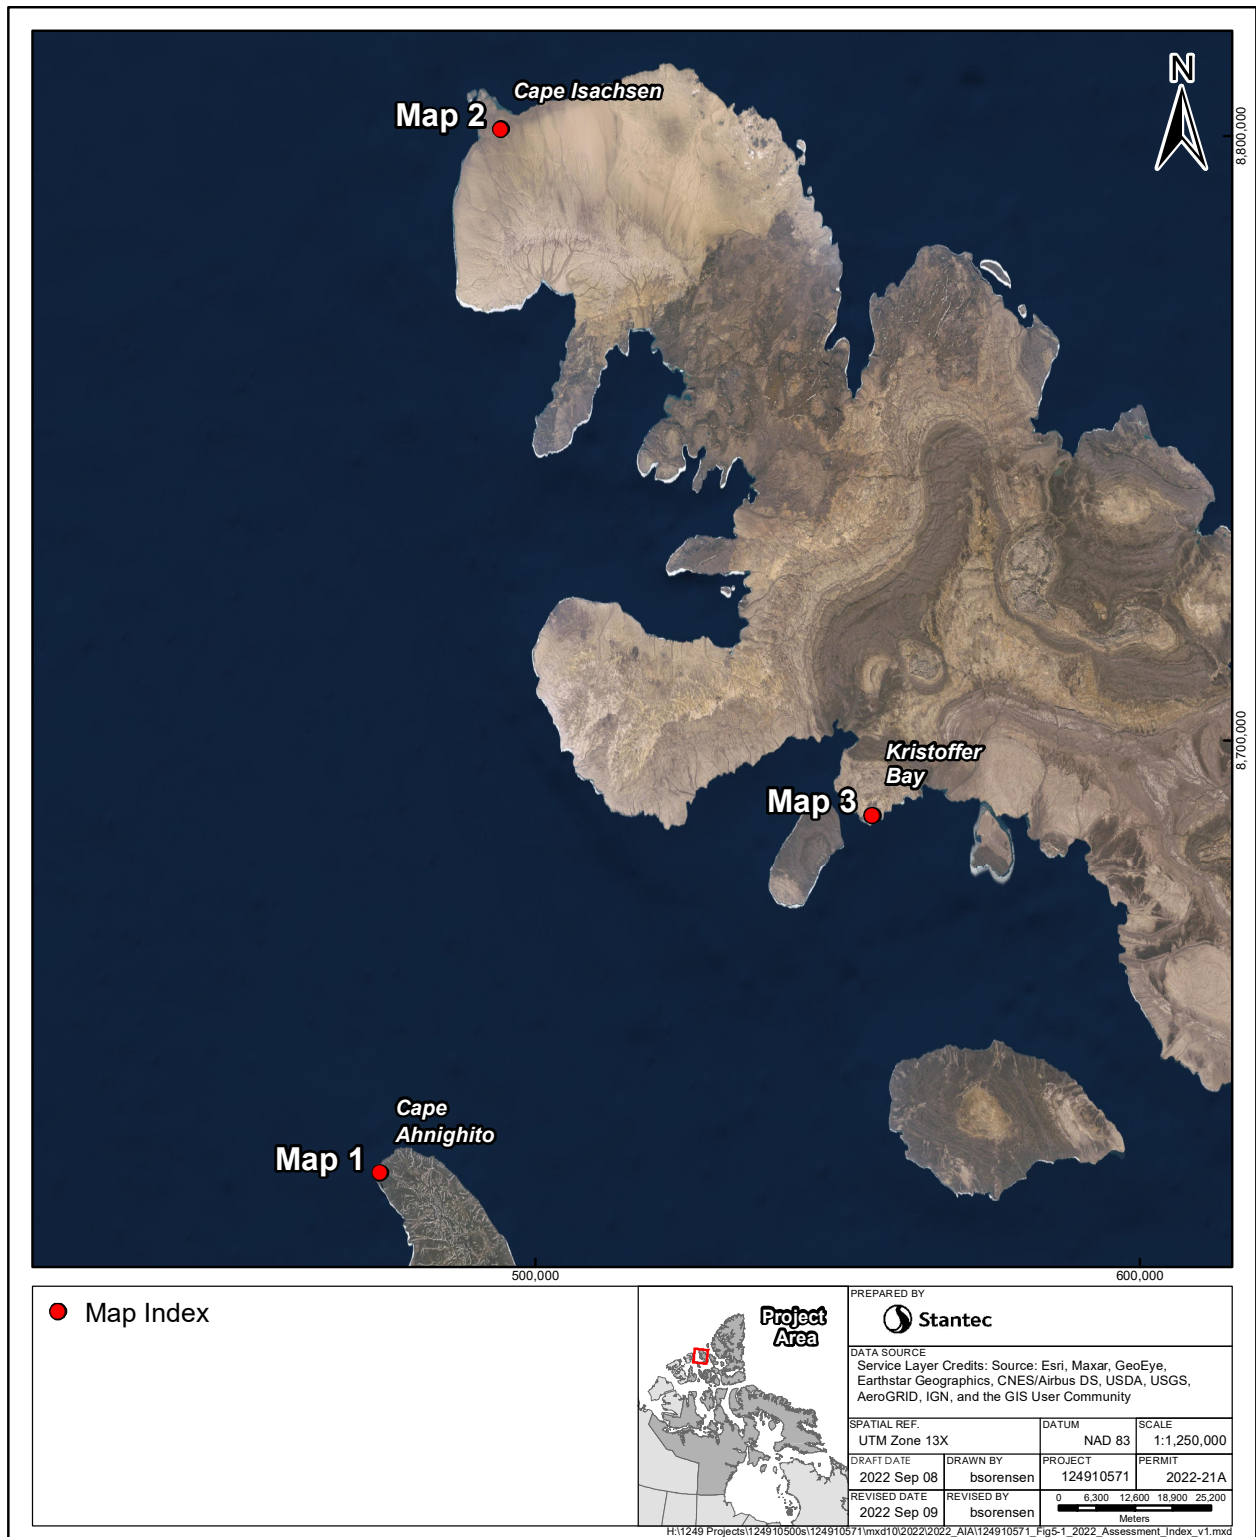 N
Cape Isachsen
Map 2
8,800,000
8,700,000
Kristoffer
Bay
Map 3
Cape
Ahnighito
Map 1
500,000
600,000
Map Index
Project
Area
PREPARED BY
Stantec
DATA SOURCE
Service Layer Credits: Source: Esri, Maxar, GeoEye,
Earthstar Geographics, CNES/Airbus DS, USDA, USGS,
AeroGRID, IGN, and the GIS User Community
SPATIAL REF.
UTM Zone 13X
DATUM
NAD 83
SCALE
1:1,250,000
DRAFT DATE
2022 Sep 08
DRAWN BY
bsorensen
PROJECT
124910571
PERMIT
2022-21A
REVISED DATE
2022 Sep 09
REVISED BY
bsorensen
0 6,300 12,600 18,900 25,200
Meters
H:\1249 Projects\124910500s\124910571\mxd10\2022\2022_AIA\124910571_Fig5-1_2022_Assessment_Index_v1.mxd